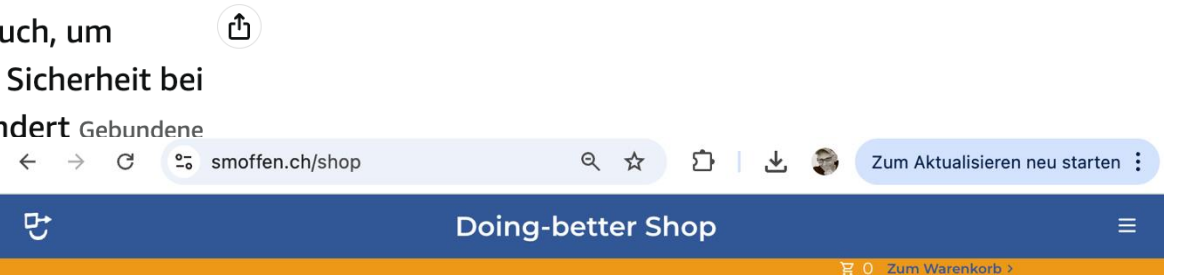 uch, um
Sicherheit bei
ndert Gebundene
smoffen.ch/shop
Zum Aktualisieren neu starten
Doing-better Shop
0 Zum Warenkorb >